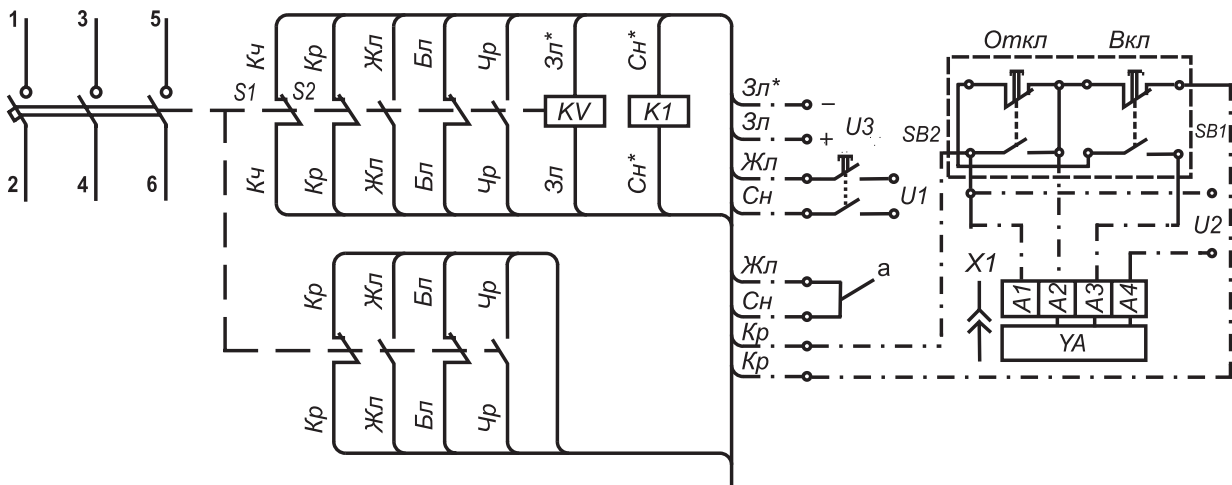 1 3 5
2 4 6
S1 S2
Кч Кр Жл Бл Чр Зл* Сн*
KV K1
Кч Кр Жл Бл Чр Зл Сн*
Зл* –
Зл + U3
Жл
Сн U1
Жл
Сн a
Кр
Кр
Откл Вкл
SB2 SB1
U2
X1
A1 A2 A3 A4
YA
Кр Жл Бл Чр
Кр Жл Бл Чр